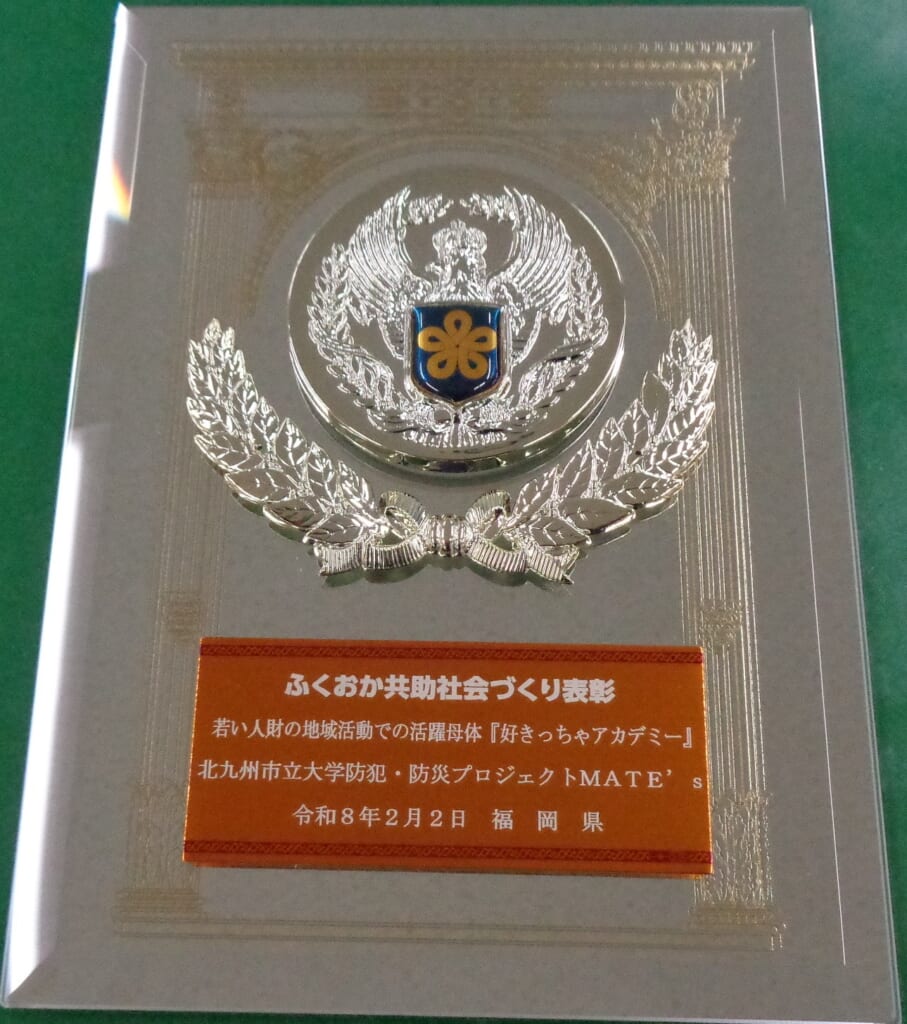 ふくおか共助社会づくり表彰
若い人財の地域活動での活躍母体『好きっちゃアカデミー』
北九州市立大学防犯・防災プロジェクトＭＡＴＥ’ｓ
令和８年２月２日　福　岡　県